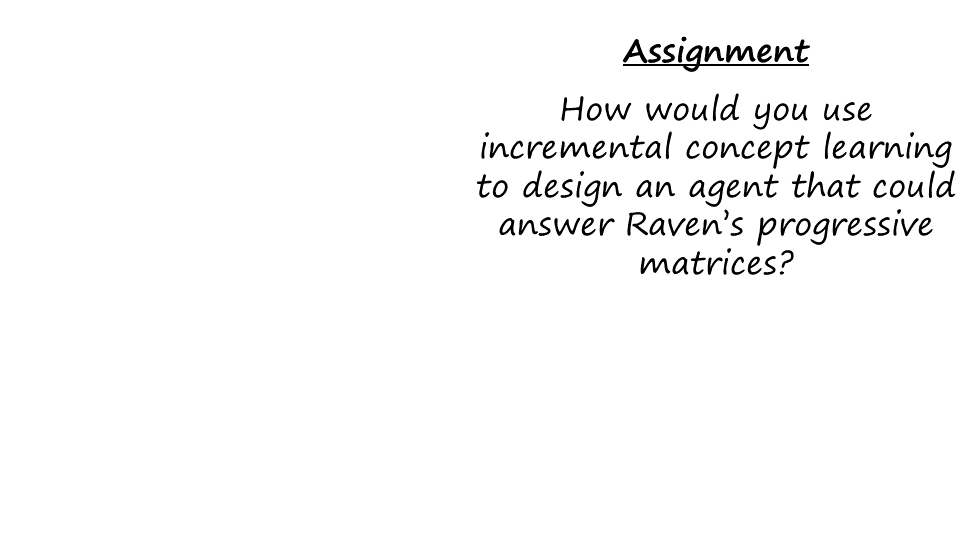 Assignment
How would you use
incremental concept learning
to design an agent that could
answer Raven’s progressive
matrices?